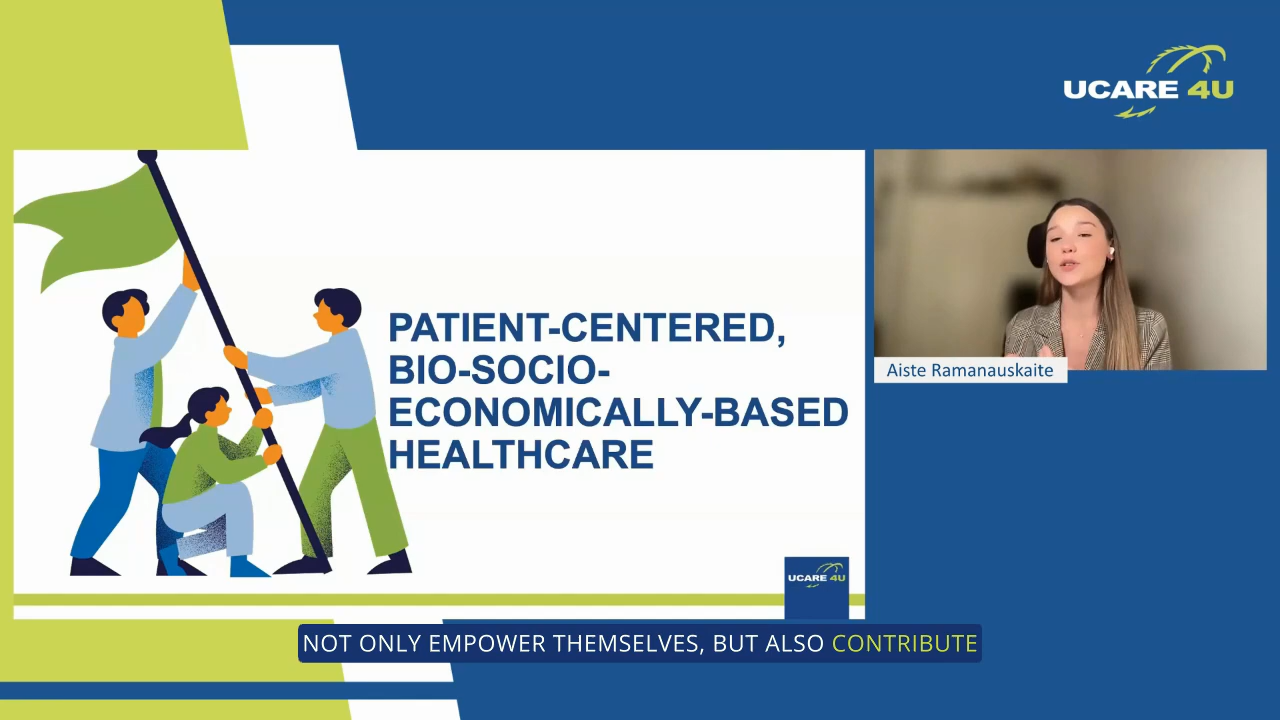 UCARE 4U
PATIENT-CENTERED,
BIO-SOCIO-
ECONOMICALLY-BASED
HEALTHCARE
Aiste Ramanauskaite
UCARE 4U
NOT ONLY EMPOWER THEMSELVES, BUT ALSO CONTRIBUTE